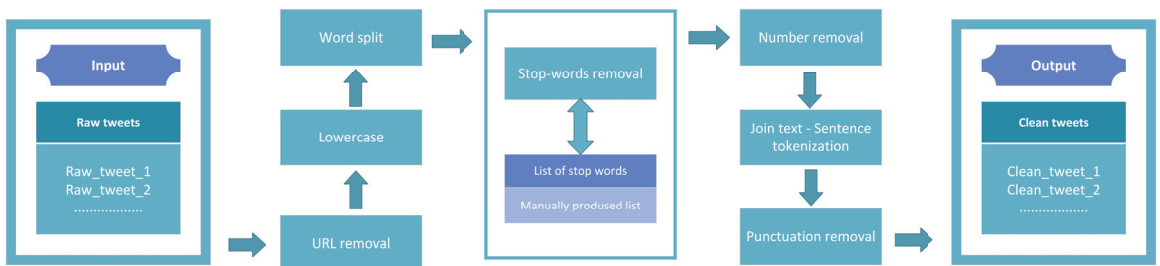 Input
Raw tweets
Raw_tweet_1
Raw_tweet_2
..................
URL removal
Lowercase
Word split
Stop-words removal
List of stop words
Manually prodused list
Number removal
Join text - Sentence
tokenization
Punctuation removal
Output
Clean tweets
Clean_tweet_1
Clean_tweet_2
..................